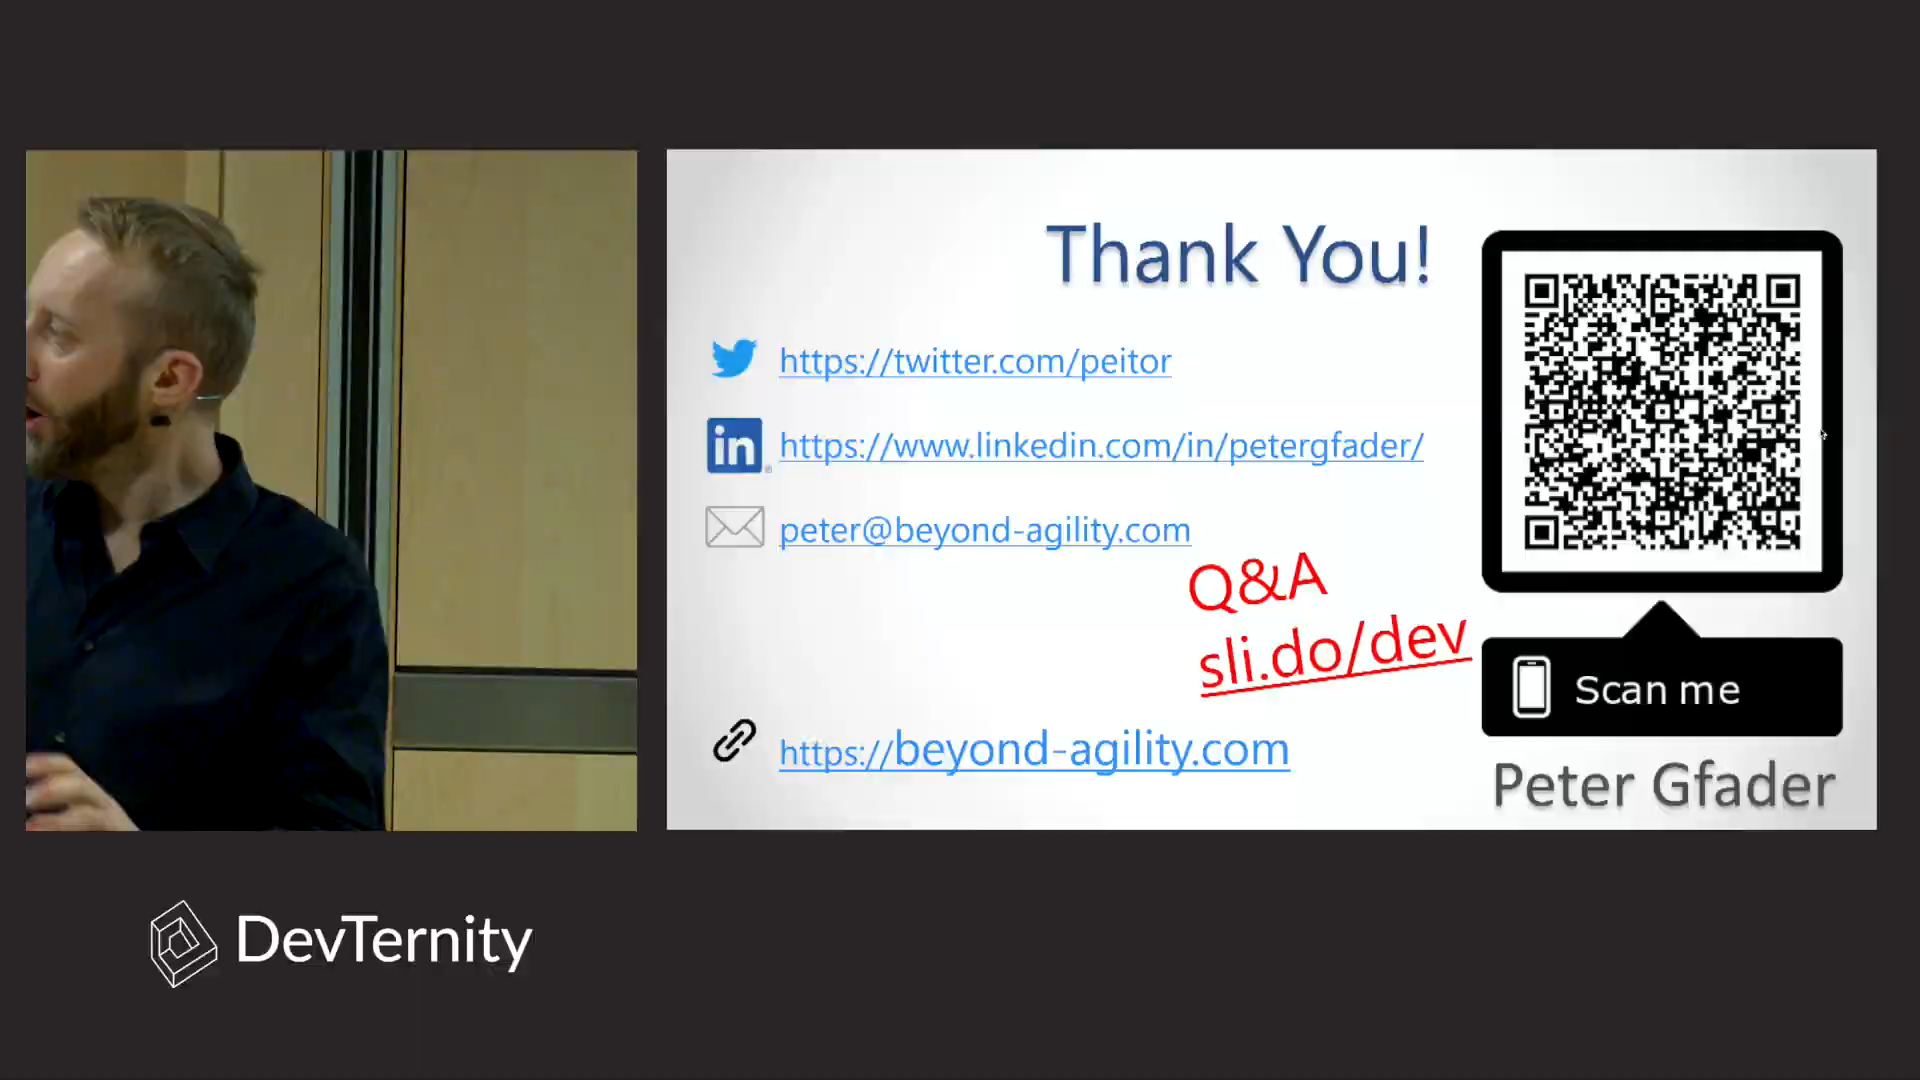 Thank You!
https://twitter.com/peitor
in
https://www.linkedin.com/in/petergfader/
peter@beyond-agility.com
Q&A
sli.do/dev
https://beyond-agility.com
Scan me
Peter Gfader
DevTernity